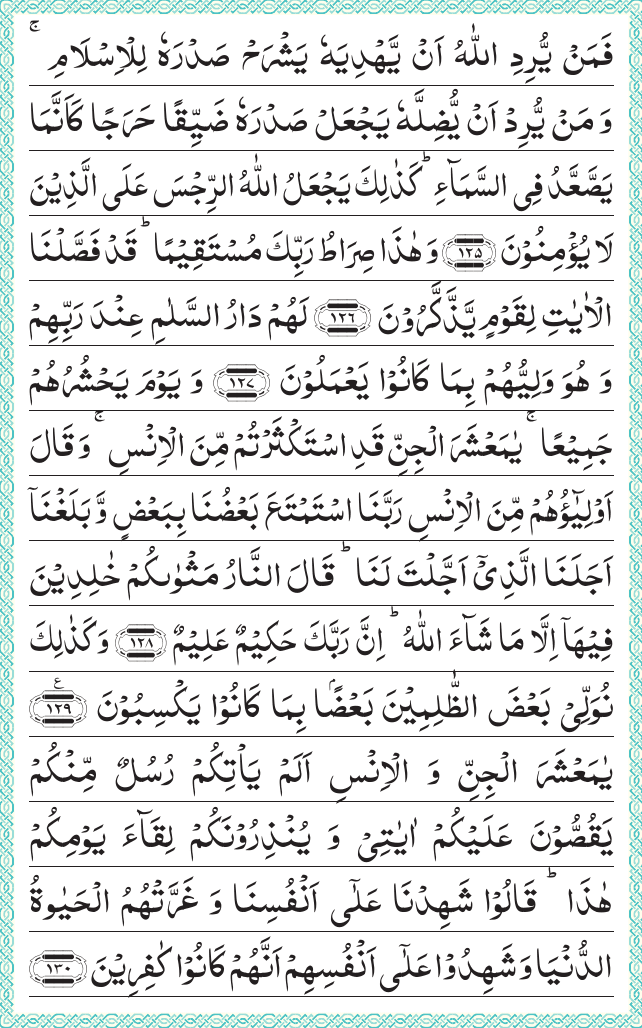 فَمَنْ يُّرِدِ اللّٰهُ اَنْ يَّهْدِيَهٗ يَشْرَحْ صَدْرَهٗ لِلْاِسْلَامِ ۚ
وَ مَنْ يُّرِدْ اَنْ يُّضِلَّهٗ يَجْعَلْ صَدْرَهٗ ضَيِّقًا حَرَجًا كَاَنَّمَا
يَصَّعَّدُ فِى السَّمَآءِ ؕ كَذٰلِكَ يَجْعَلُ اللّٰهُ الرِّجْسَ عَلَى الَّذِيْنَ
لَا يُؤْمِنُوْنَ ﴿۱۲۵﴾ وَ هٰذَا صِرَاطُ رَبِّكَ مُسْتَقِيْمًا ؕ قَدْ فَصَّلْنَا
الْاٰيٰتِ لِقَوْمٍ يَّذَّكَّرُوْنَ ﴿۱۲۶﴾ لَهُمْ دَارُ السَّلٰمِ عِنْدَ رَبِّهِمْ
وَ هُوَ وَلِيُّهُمْ بِمَا كَانُوْا يَعْمَلُوْنَ ﴿۱۲۷﴾ وَ يَوْمَ يَحْشُرُهُمْ
جَمِيْعًا ۚ يٰمَعْشَرَ الْجِنِّ قَدِ اسْتَكْثَرْتُمْ مِّنَ الْاِنْسِ ۚ وَ قَالَ
اَوْلِيٰٓؤُهُمْ مِّنَ الْاِنْسِ رَبَّنَا اسْتَمْتَعَ بَعْضُنَا بِبَعْضٍ وَّ بَلَغْنَاۤ
اَجَلَنَا الَّذِىْۤ اَجَّلْتَ لَنَا ؕ قَالَ النَّارُ مَثْوٰٮكُمْ خٰلِدِيْنَ
فِيْهَاۤ اِلَّا مَا شَآءَ اللّٰهُ ؕ اِنَّ رَبَّكَ حَكِيْمٌ عَلِيْمٌ ﴿۱۲۸﴾ وَ كَذٰلِكَ
نُوَلِّىْ بَعْضَ الظّٰلِمِيْنَ بَعْضًۢا بِمَا كَانُوْا يَكْسِبُوْنَ ﴿۱۲۹﴾ ع
يٰمَعْشَرَ الْجِنِّ وَ الْاِنْسِ اَلَمْ يَاْتِكُمْ رُسُلٌ مِّنْكُمْ
يَقُصُّوْنَ عَلَيْكُمْ اٰيٰتِىْ وَ يُنْذِرُوْنَكُمْ لِقَآءَ يَوْمِكُمْ
هٰذَا ؕ قَالُوْا شَهِدْنَا عَلٰٓى اَنْفُسِنَا وَ غَرَّتْهُمُ الْحَيٰوةُ
الدُّنْيَا وَ شَهِدُوْا عَلٰٓى اَنْفُسِهِمْ اَنَّهُمْ كَانُوْا كٰفِرِيْنَ ﴿۱۳۰﴾